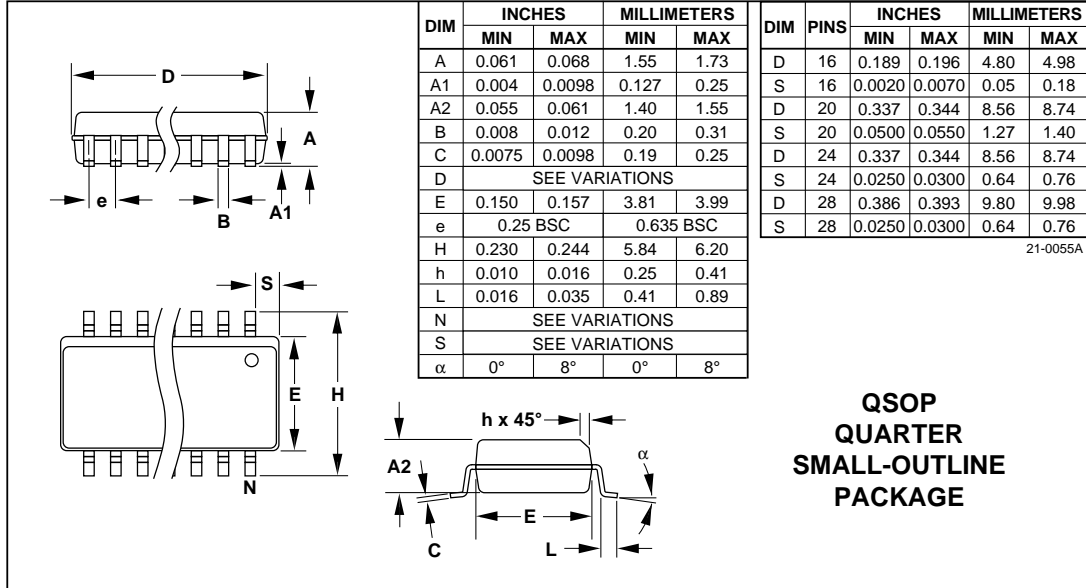 DIM INCHES MILLIMETERS
MIN MAX MIN MAX
A 0.061 0.068 1.55 1.73
A1 0.004 0.0098 0.127 0.25
A2 0.055 0.061 1.40 1.55
B 0.008 0.012 0.20 0.31
C 0.0075 0.0098 0.19 0.25
D SEE VARIATIONS
E 0.150 0.157 3.81 3.99
e 0.25 BSC 0.635 BSC
H 0.230 0.244 5.84 6.20
h 0.010 0.016 0.25 0.41
L 0.016 0.035 0.41 0.89
N SEE VARIATIONS
S SEE VARIATIONS
α 0° 8° 0° 8°
DIM PINS INCHES MILLIMETERS
MIN MAX MIN MAX
D 16 0.189 0.196 4.80 4.98
S 16 0.0020 0.0070 0.05 0.18
D 20 0.337 0.344 8.56 8.74
S 20 0.0500 0.0550 1.27 1.40
D 24 0.337 0.344 8.56 8.74
S 24 0.0250 0.0300 0.64 0.76
D 28 0.386 0.393 9.80 9.98
S 28 0.0250 0.0300 0.64 0.76
21-0055A
D
A
e
B
A1
S
E
H
N
h x 45°
A2
α
E
C
L
QSOP
QUARTER
SMALL-OUTLINE
PACKAGE